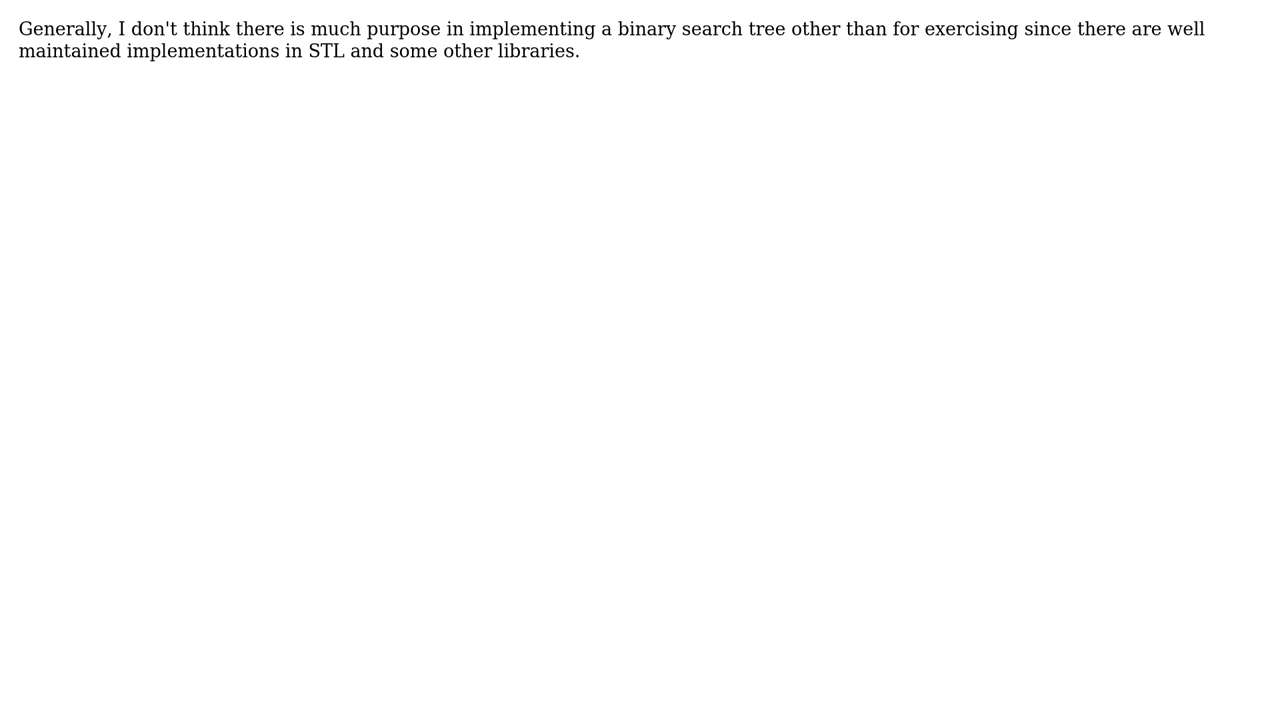 Generally, I don't think there is much purpose in implementing a binary search tree other than for exercising since there are well
maintained implementations in STL and some other libraries.